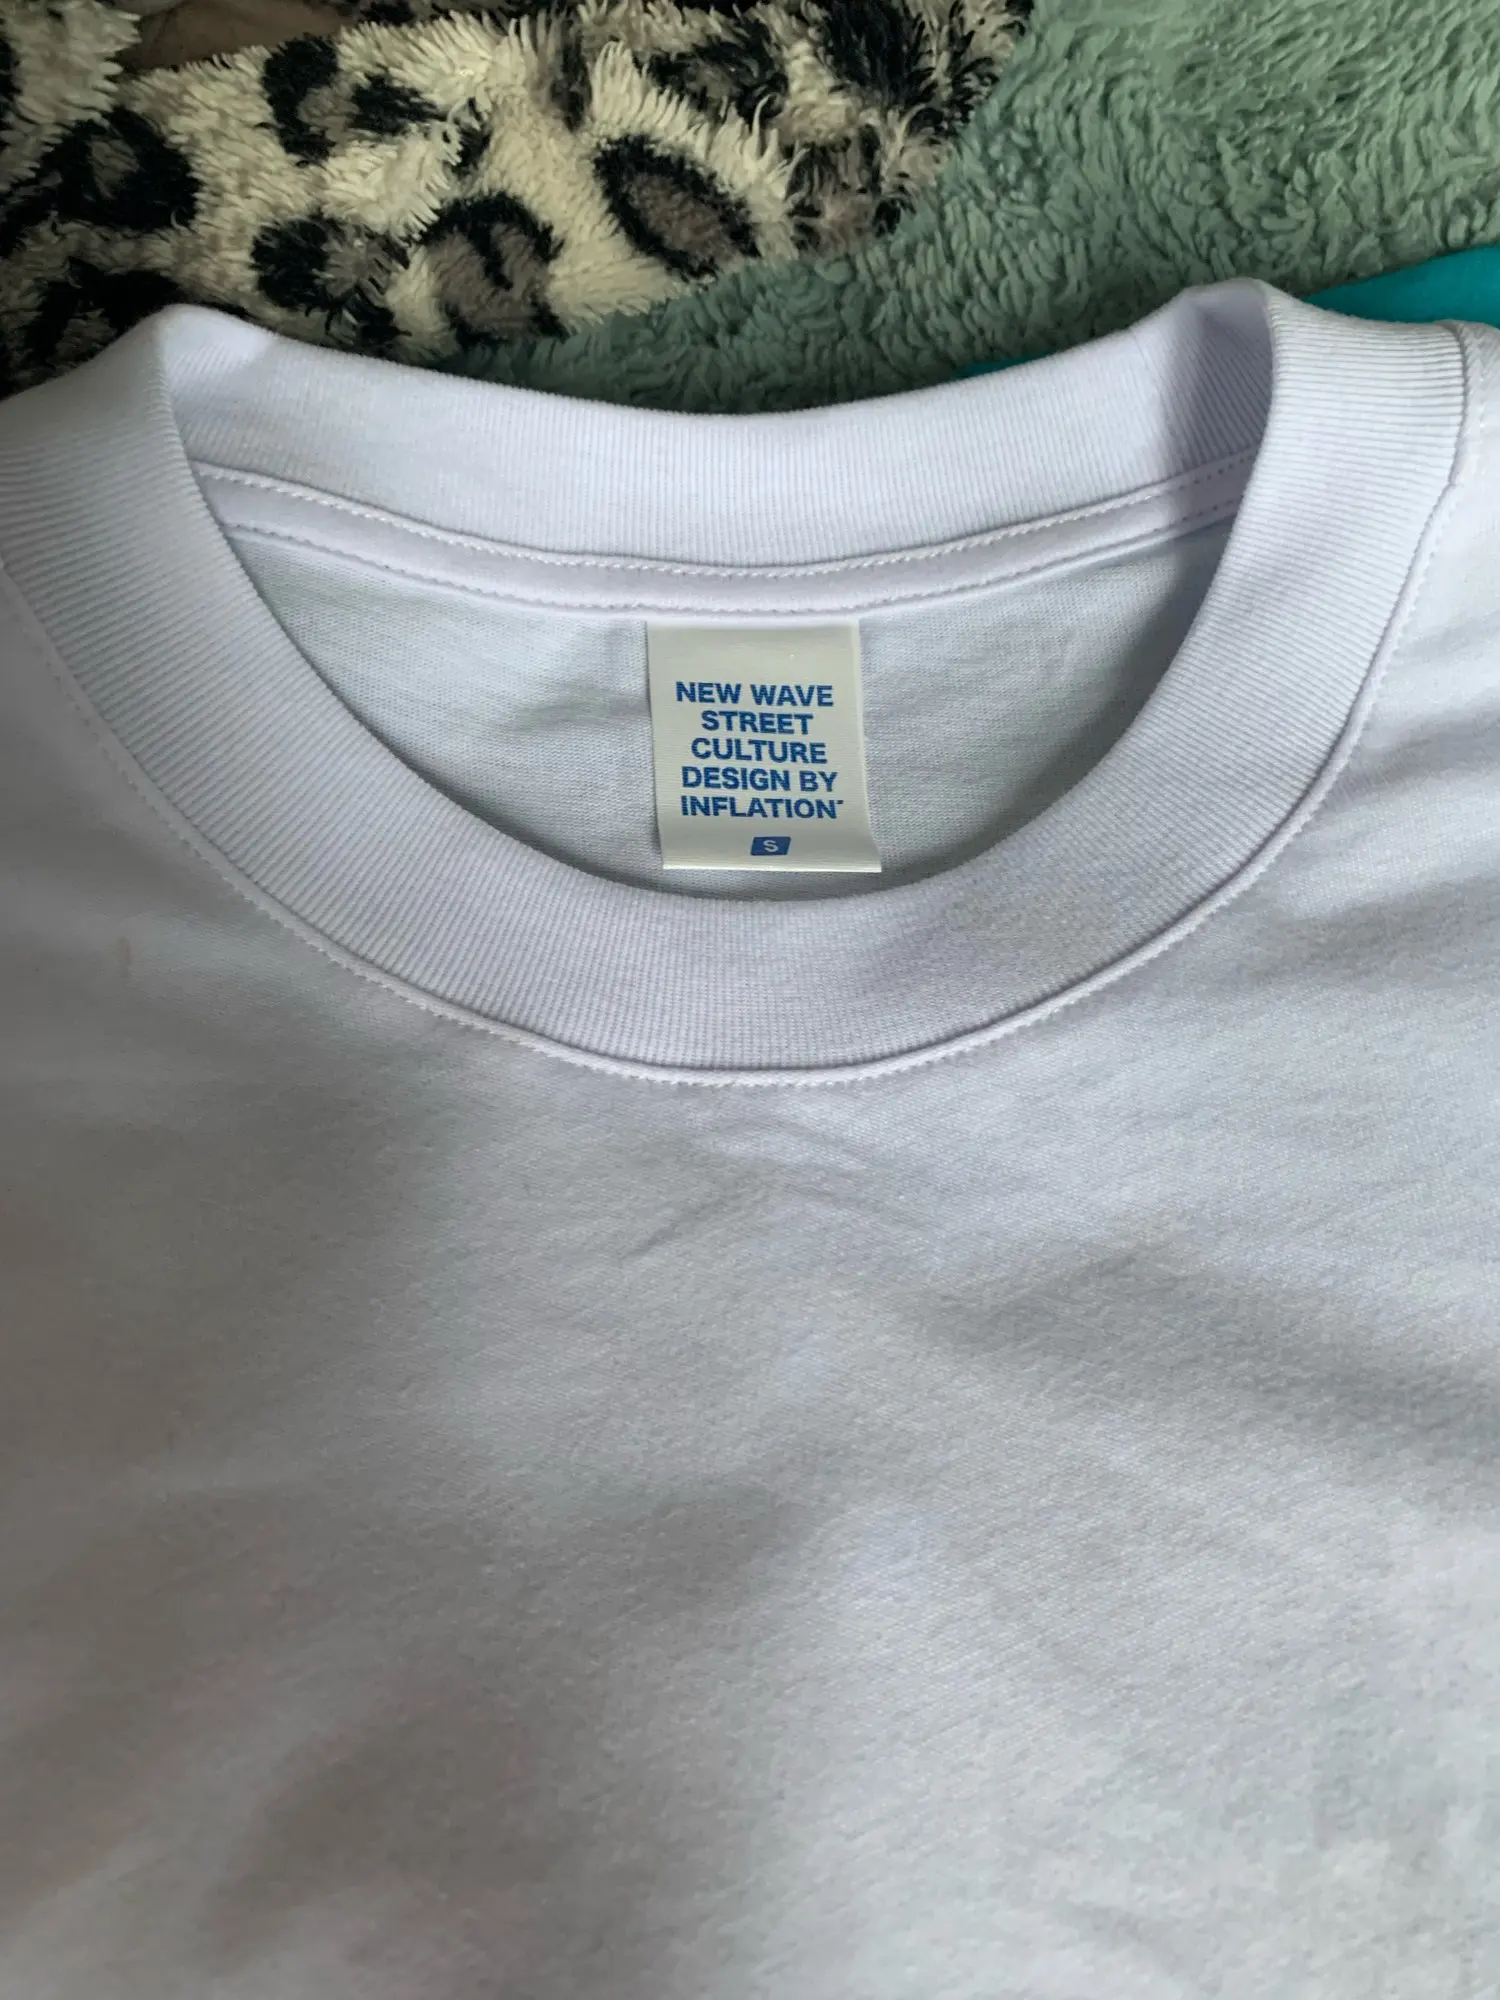 NEW WAVE
STREET
CULTURE
DESIGN BY
INFLATION
S